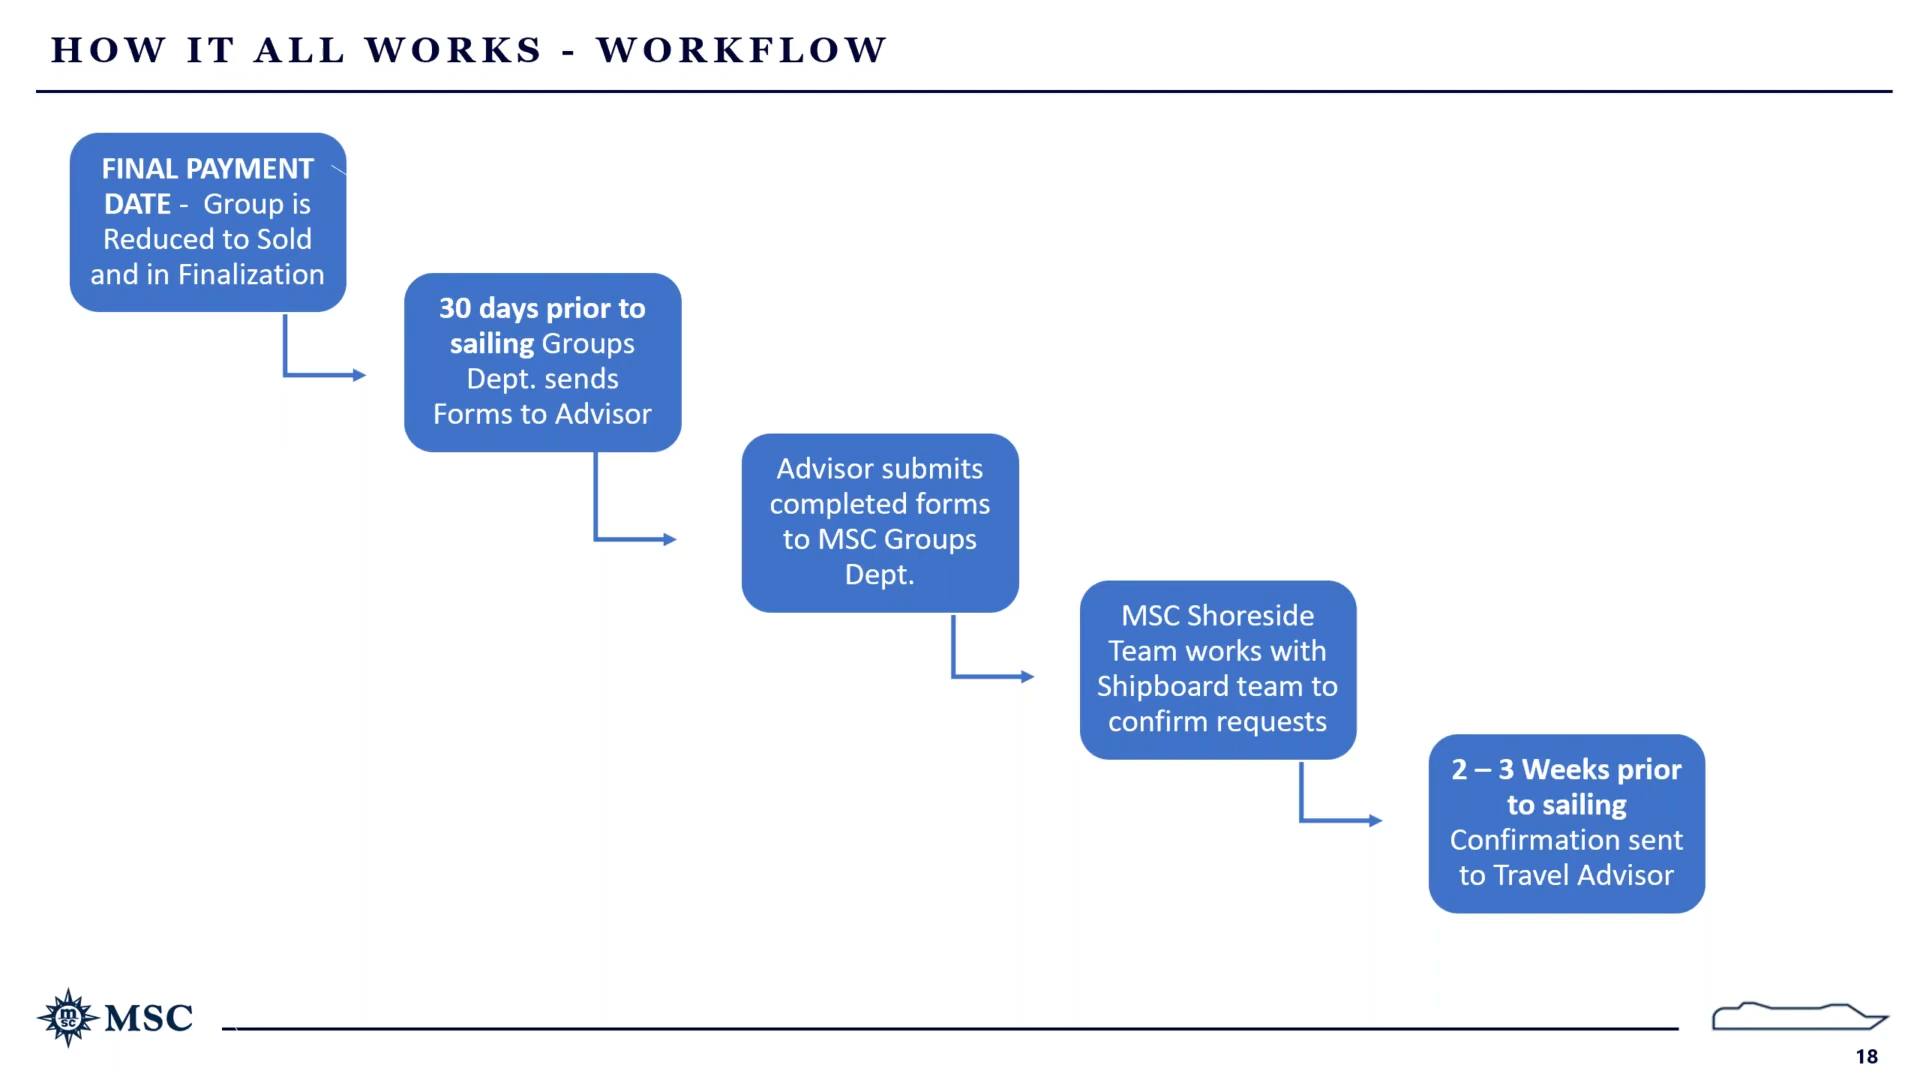 HOW IT ALL WORKS - WORKFLOW
FINAL PAYMENT
DATE - Group is
Reduced to Sold
and in Finalization
30 days prior to
sailing Groups
Dept. sends
Forms to Advisor
Advisor submits
completed forms
to MSC Groups
Dept.
MSC Shoreside
Team works with
Shipboard team to
confirm requests
2 – 3 Weeks prior
to sailing
Confirmation sent
to Travel Advisor
m
sc
MSC
18